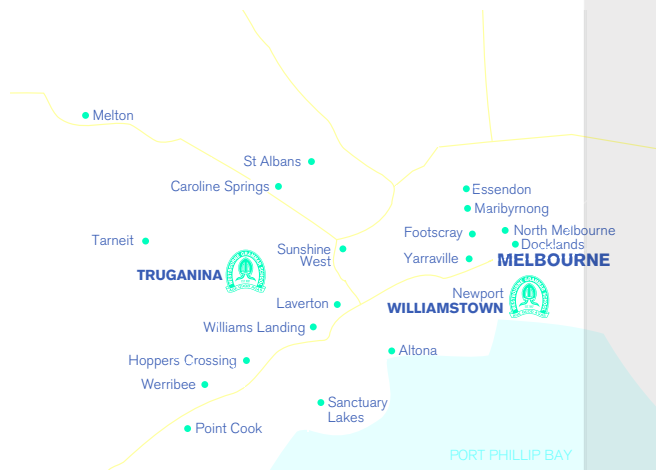 Melton
St Albans
Caroline Springs
Essendon
Maribyrnong
Footscray
North Melbourne
Tarneit
Docklands
Sunshine
West
Yarraville
MELBOURNE
TRUGANINA
Newport
Laverton
WILLIAMSTOWN
Williams Landing
Altona
Hoppers Crossing
Werribee
Sanctuary
Lakes
Point Cook
PORT PHILLIP BAY